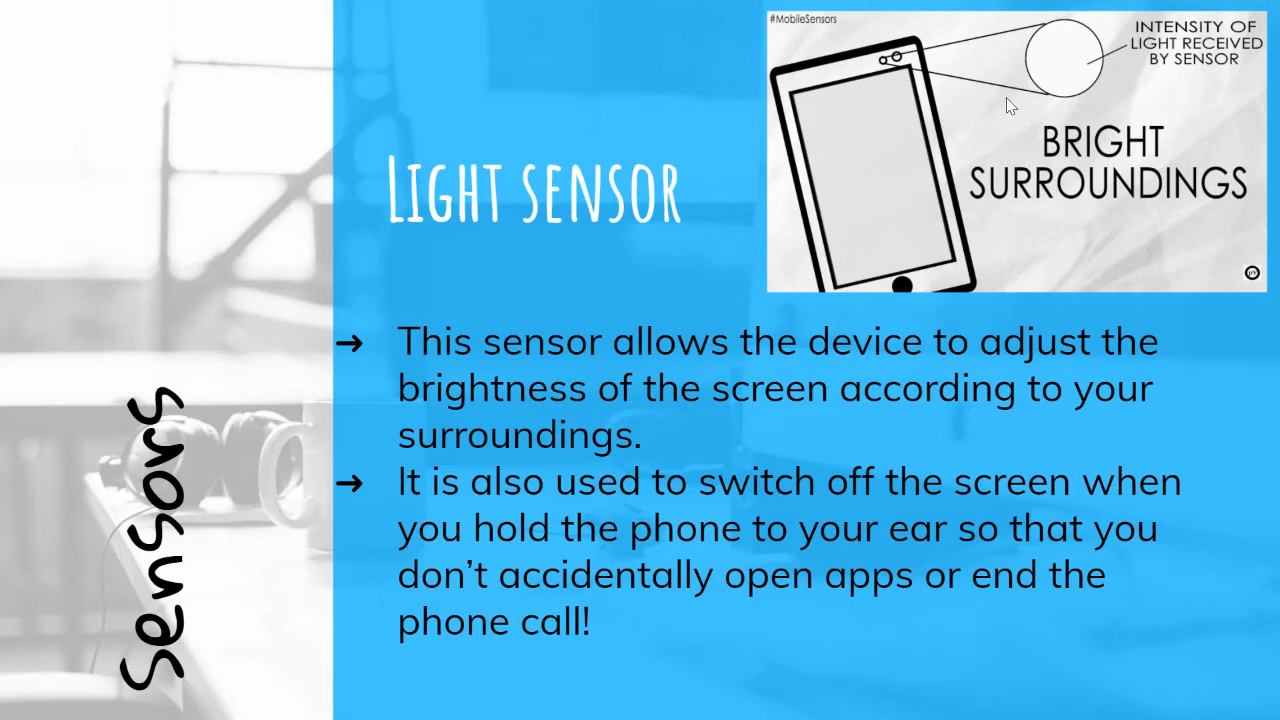 #MobileSensors
INTENSITY OF
LIGHT RECEIVED
BY SENSOR
BRIGHT
SURROUNDINGS
Light sensor
→ This sensor allows the device to adjust the
brightness of the screen according to your
surroundings.
→ It is also used to switch off the screen when
you hold the phone to your ear so that you
don’t accidentally open apps or end the
phone call!
Sensors